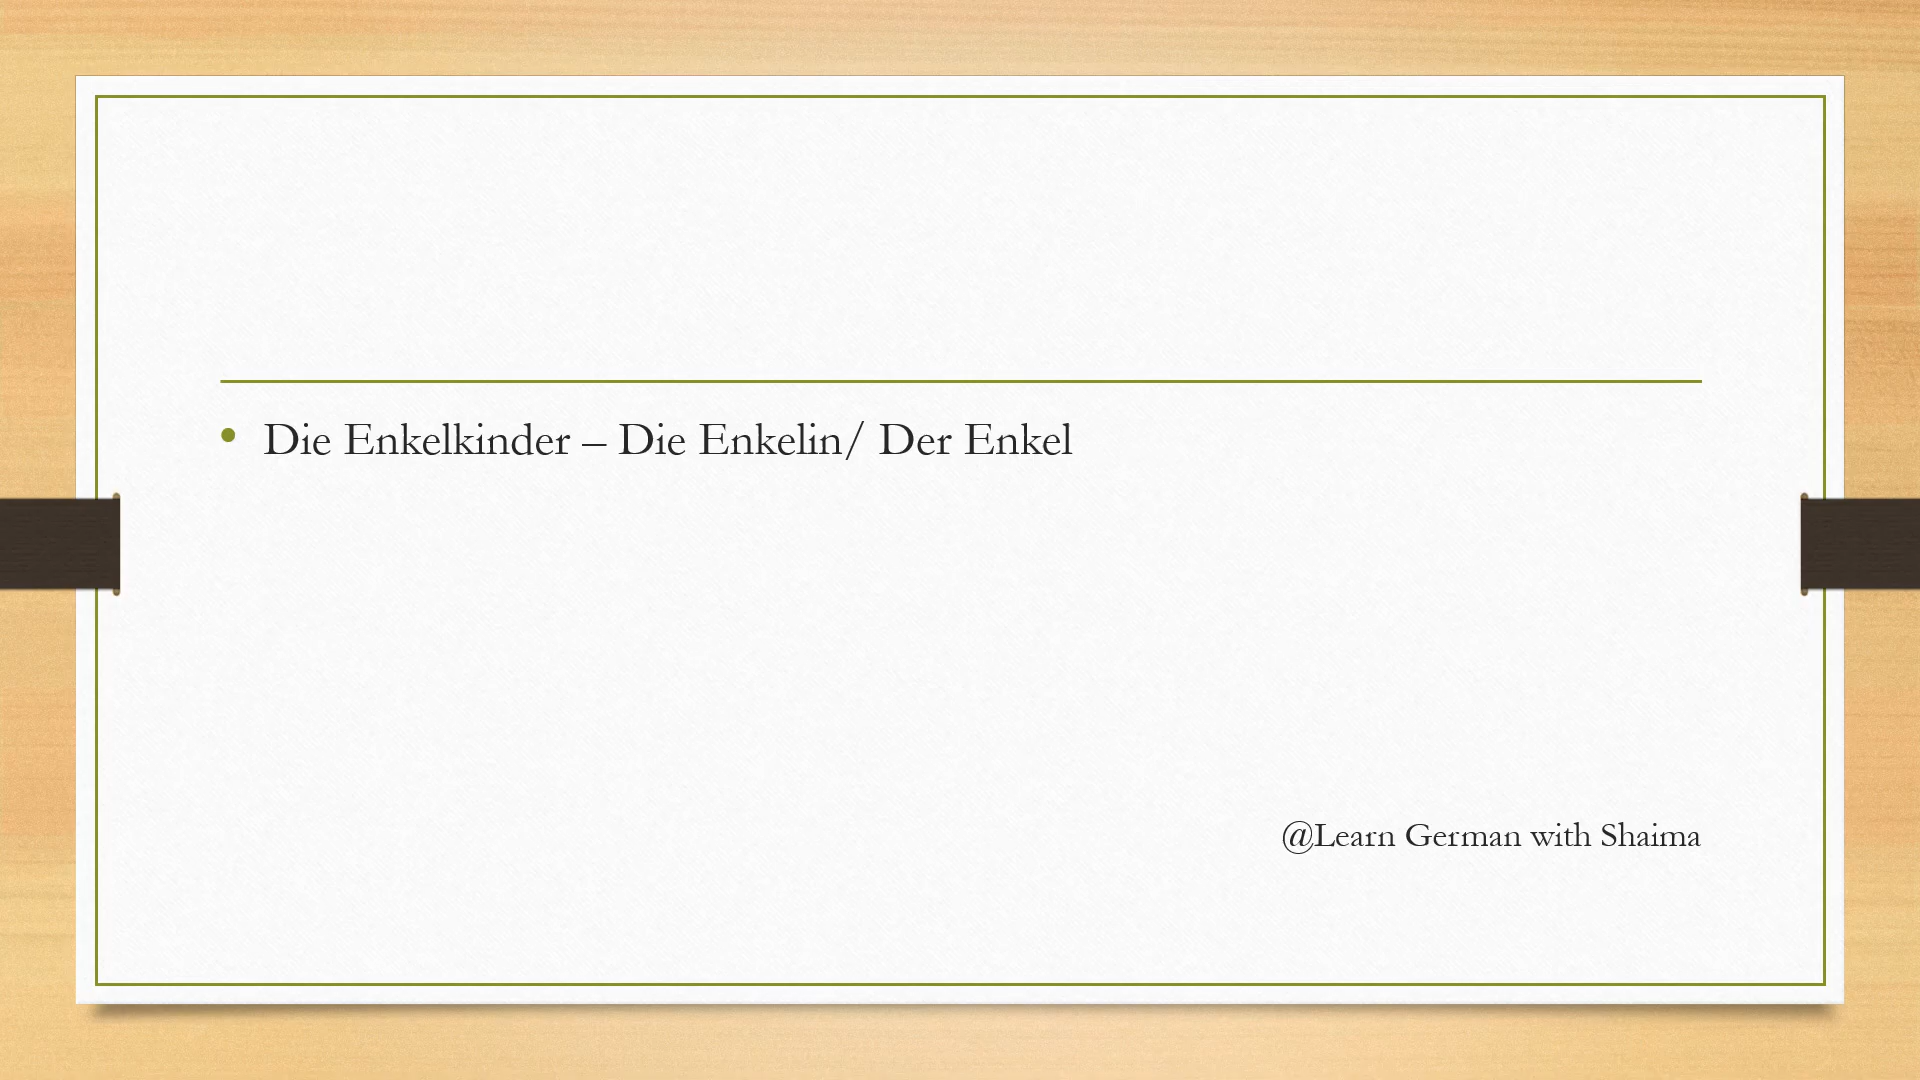 • Die Enkelkinder – Die Enkelin/ Der Enkel
@Learn German with Shaima